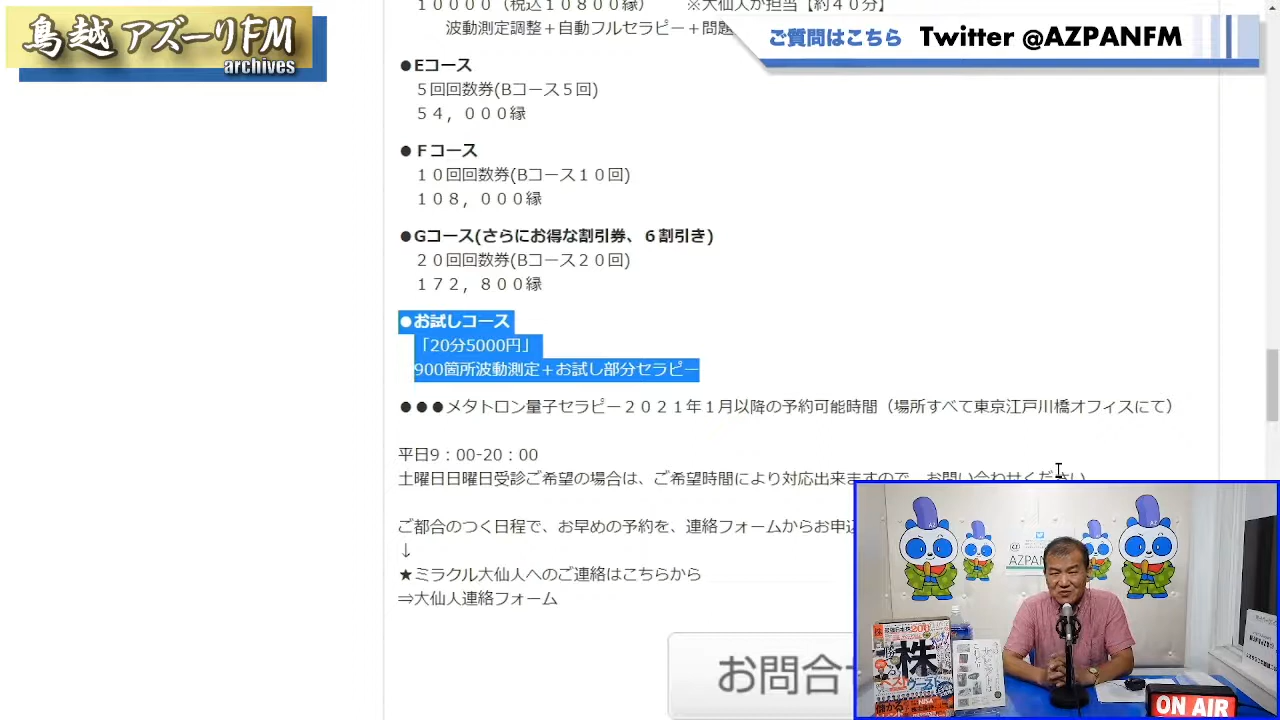 鳥越アズーりFM
archives
ご質問はこちら Twitter @AZPANFM
１００００（税込１０８００縁） ※大仙人が担当【約４０分】
波動測定調整＋自動フルセラピー＋問題
●Eコース
５回回数券(Bコース５回)
５４，０００縁
●Ｆコース
１０回回数券(Bコース１０回)
１０８，０００縁
●Gコース(さらにお得な割引券、６割引き)
２０回回数券(Bコース２０回)
１７２，８００縁
●お試しコース
「20分5000円」
900箇所波動測定＋お試し部分セラピー
●●●メタトロン量子セラピー２０２１年１月以降の予約可能時間（場所すべて東京江戸川橋オフィスにて）
平日9：00-20：00
土曜日日曜日受診ご希望の場合は、ご希望時間により対応出来ますので、お問い合わせください
ご都合のつく日程で、お早めの予約を、連絡フォームからお申込
↓
★ミラクル大仙人へのご連絡はこちらから
⇒大仙人連絡フォーム
お問合せ
AZPAN
株
NISA
ON AIR